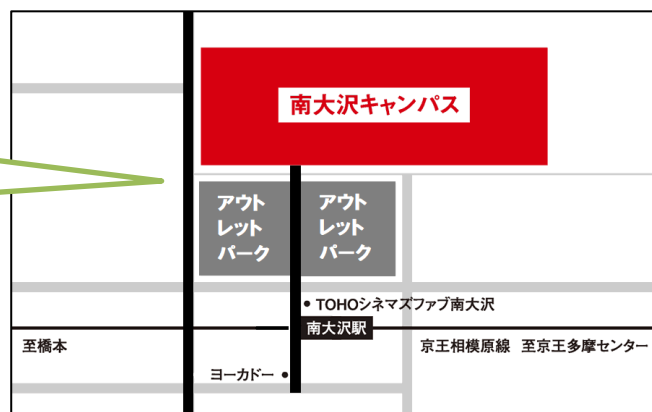 南大沢キャンパス
アウト
レット
パーク
アウト
レット
パーク
TOHOシネマズファブ南大沢
南大沢駅
至橋本
京王相模原線 至京王多摩センター
ヨーカドー